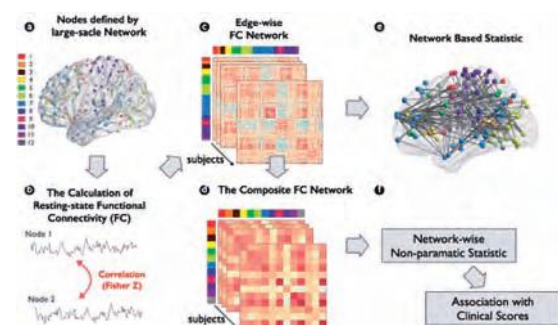 a
Nodes defined by
large-sacle Network
1
2
3
4
5
6
7
8
9
10
11
12
b
The Calculation of
Resting-state Functional
Connectivity (FC)
Node 1
Correlation
(Fisher Z)
Node 2
c
Edge-wise
FC Network
subjects
d
The Composite FC Network
subjects
e
Network Based Statistic
f
Network-wise
Non-paramatic Statistic
Association with
Clinical Scores